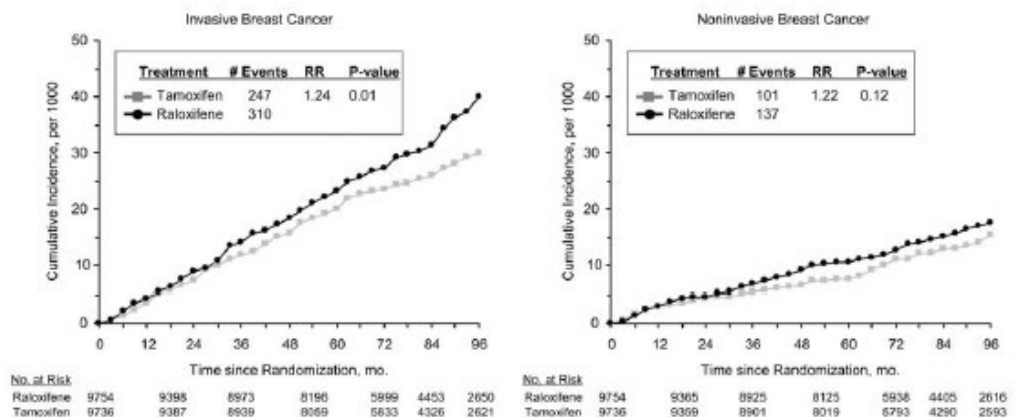 Invasive Breast Cancer
50
40
30
20
10
0
Cumulative Incidence, per 1000
Treatment # Events RR P-value
Tamoxifen 247 1.24 0.01
Raloxifene 310
0 12 24 36 48 60 72 84 96
Time since Randomization, mo.
No. at Risk
Raloxifene 9754 9398 8973 8196 5999 4453 2650
Tamoxifen 9736 9387 8939 8069 5833 4326 2621
Noninvasive Breast Cancer
50
40
30
20
10
0
Cumulative Incidence, per 1000
Treatment # Events RR P-value
Tamoxifen 101 1.22 0.12
Raloxifene 137
0 12 24 36 48 60 72 84 96
Time since Randomization, mo.
No. at Risk
Raloxifene 9754 9365 8925 8125 5938 4405 2616
Tamoxifen 9736 9359 8901 8019 4290 2593